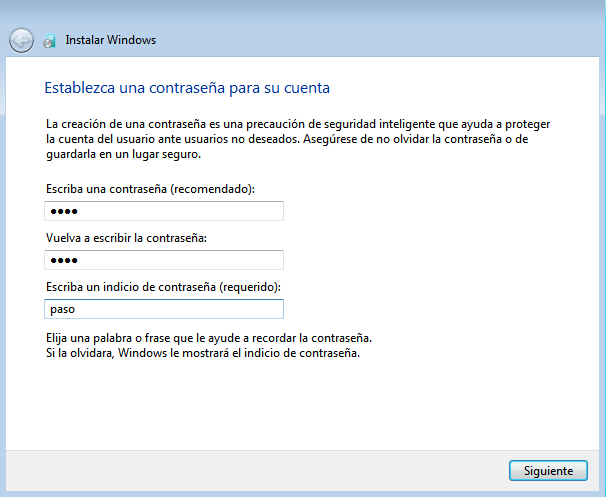 Instalar Windows
Establezca una contraseña para su cuenta
La creación de una contraseña es una precaución de seguridad inteligente que ayuda a proteger
la cuenta del usuario ante usuarios no deseados. Asegúrese de no olvidar la contraseña o de
guardarla en un lugar seguro.
Escriba una contraseña (recomendado):
●●●●
Vuelva a escribir la contraseña:
●●●●
Escriba un indicio de contraseña (requerido):
paso
Elija una palabra o frase que le ayude a recordar la contraseña.
Si la olvidara, Windows le mostrará el indicio de contraseña.
Siguiente